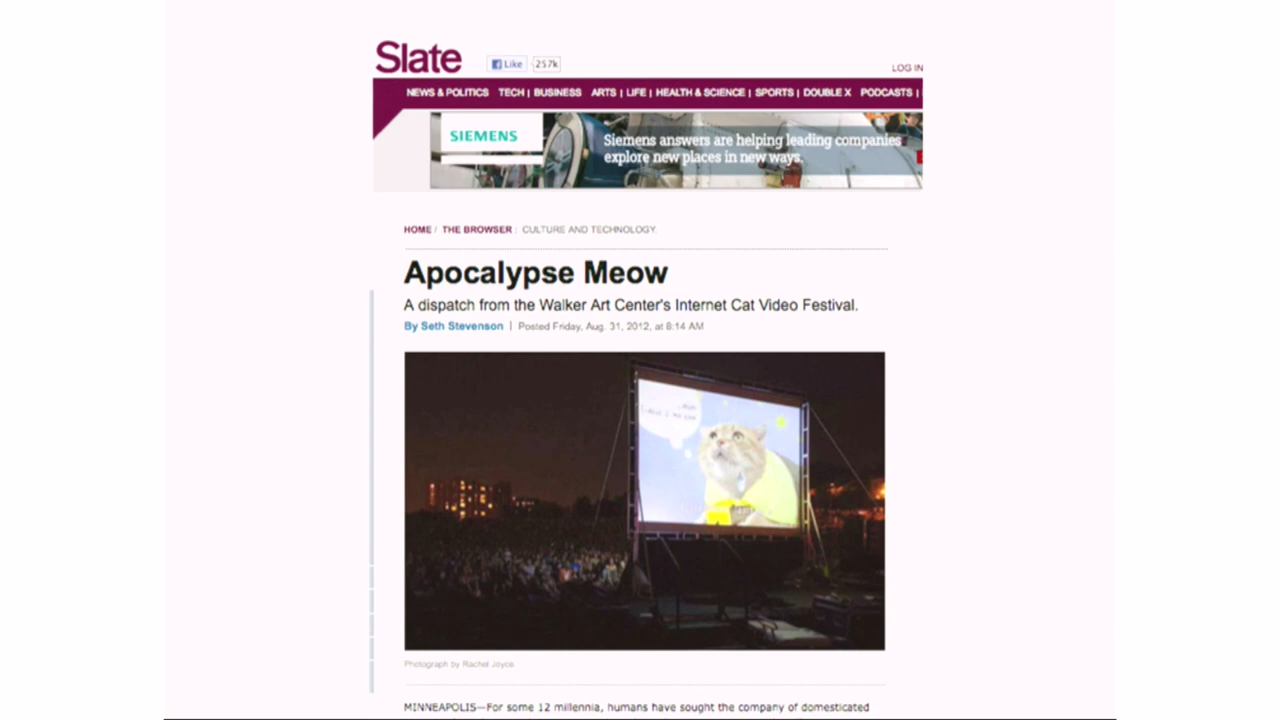 Slate
Like 257k
LOG IN
NEWS & POLITICS TECH | BUSINESS ARTS | LIFE | HEALTH & SCIENCE | SPORTS | DOUBLE X PODCASTS |
SIEMENS
Siemens answers are helping leading companies
explore new places in new ways.
HOME / THE BROWSER : CULTURE AND TECHNOLOGY.
Apocalypse Meow
A dispatch from the Walker Art Center's Internet Cat Video Festival.
By Seth Stevenson | Posted Friday, Aug. 31, 2012, at 8:14 AM
Photograph by Rachel Joyce.
MINNEAPOLIS—For some 12 millennia, humans have sought the company of domesticated